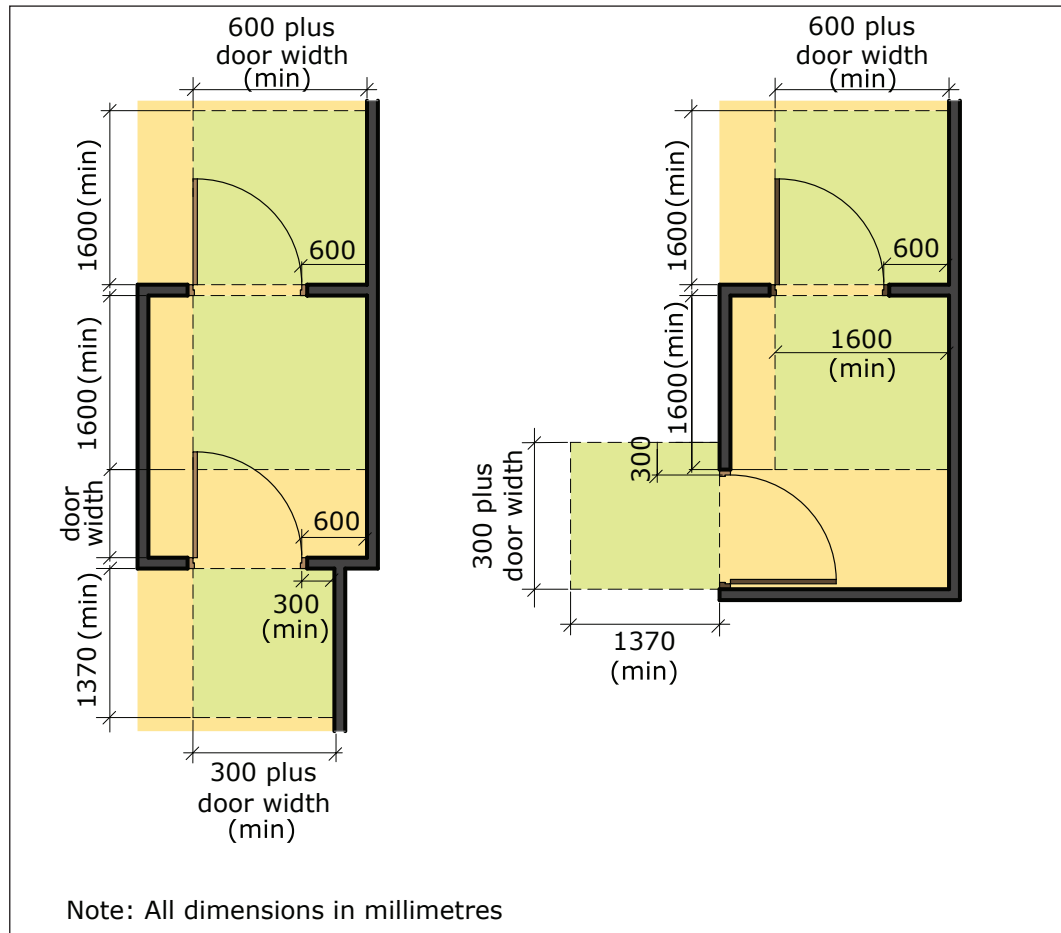 600 plus
door width
(min)
1600 (min)
600
1600 (min)
door
width
600
300
(min)
1370 (min)
300 plus
door width
(min)
600 plus
door width
(min)
1600 (min)
600
1600 (min)
1600
(min)
300
300 plus
door width
1370
(min)
Note: All dimensions in millimetres